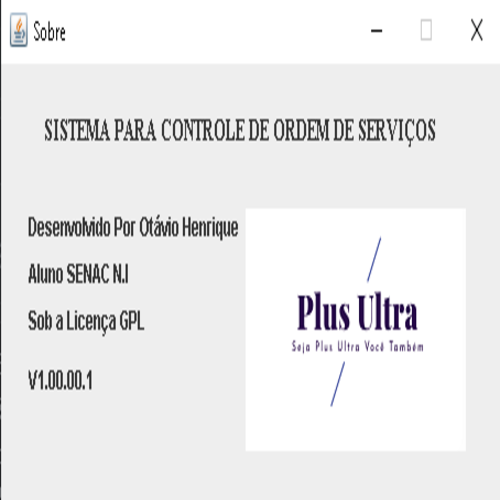 Sobre
SISTEMA PARA CONTROLE DE ORDEM DE SERVIÇOS
Desenvolvido Por Otávio Henrique
Aluno SENAC N.I
Sob a Licença GPL
V1.00.00.1
Plus Ultra
Seja Plus Ultra Você Também